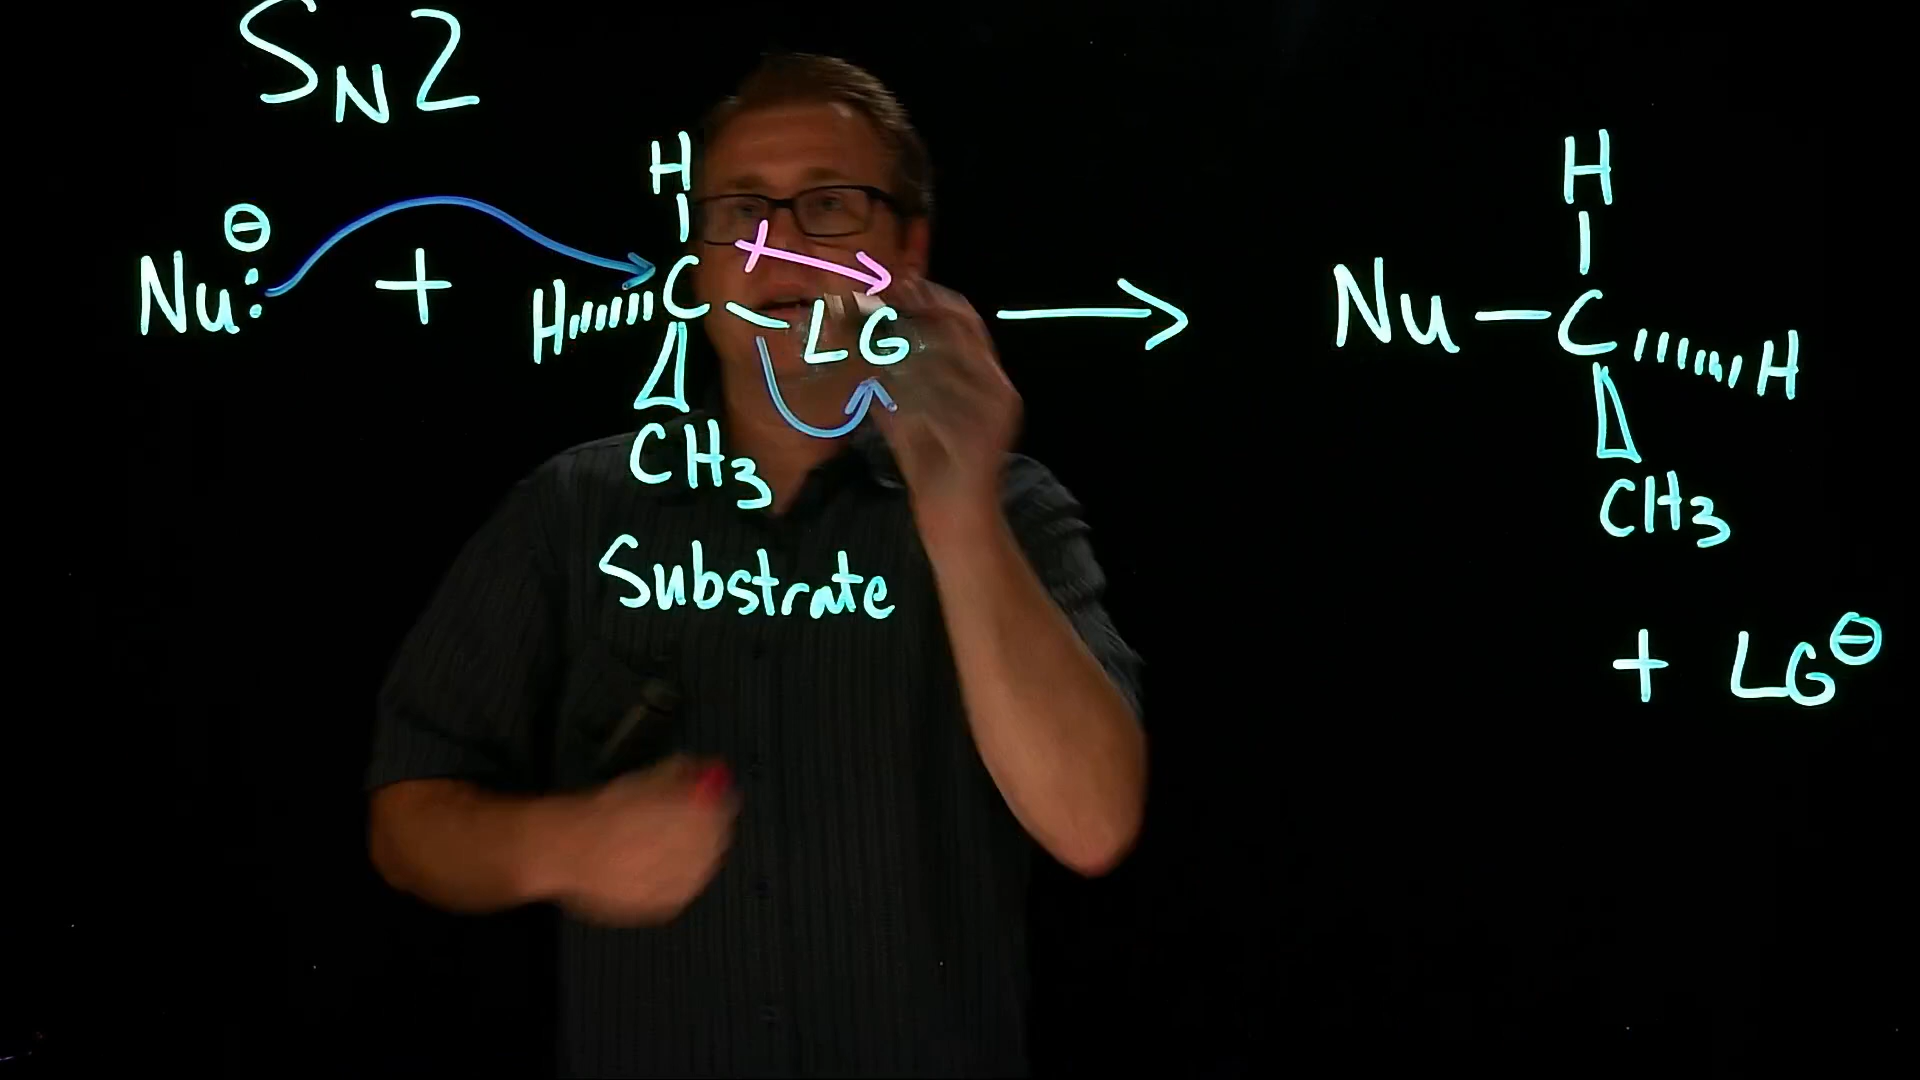 SN2
Nu:⊖ + H C H LG CH3 → Nu–C H H CH3
Substrate
+ LG⊖